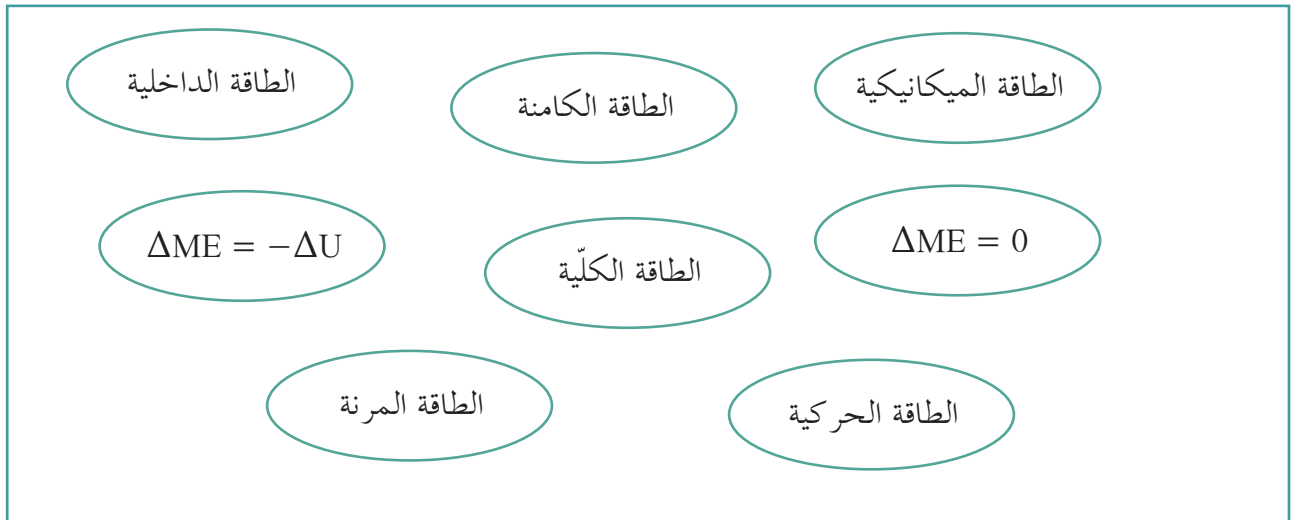 الطاقة الميكانيكية
الطاقة الكامنة
الطاقة الداخلية
ΔME = 0
الطاقة الكلّية
ΔME = −ΔU
الطاقة الحركية
الطاقة المرنة